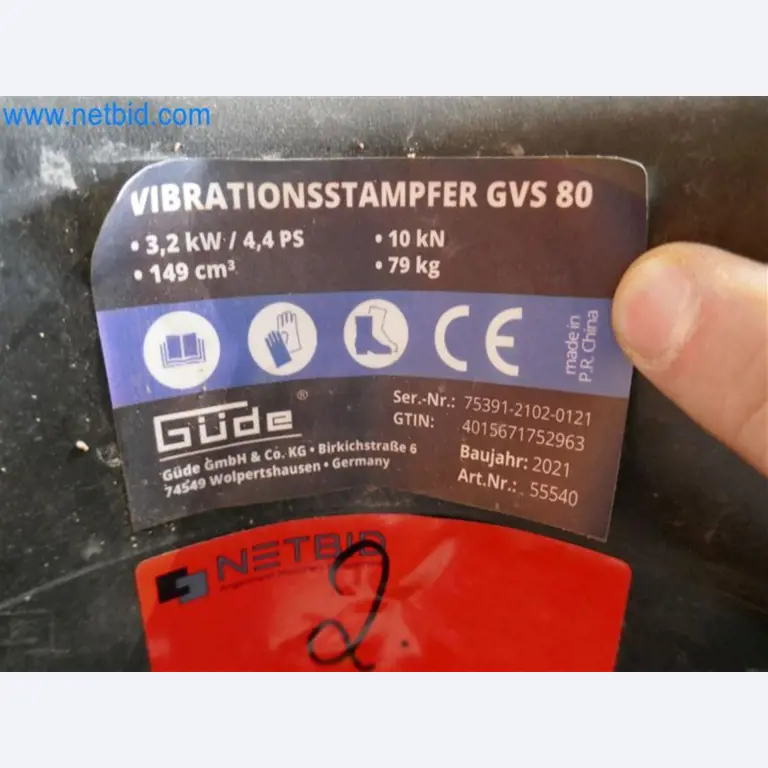 www.netbid.com
VIBRATIONSSTAMPFER GVS 80
• 3,2 kW / 4,4 PS • 10 kN
• 149 cm³ • 79 kg
CE
made in
P.R. China
Güde®
Güde GmbH & Co. KG • Birkichstraße 6
74549 Wolpertshausen • Germany
Ser.-Nr.: 75391-2102-0121
GTIN: 4015671752963
Baujahr: 2021
Art.Nr.: 55540
NETBID
2.